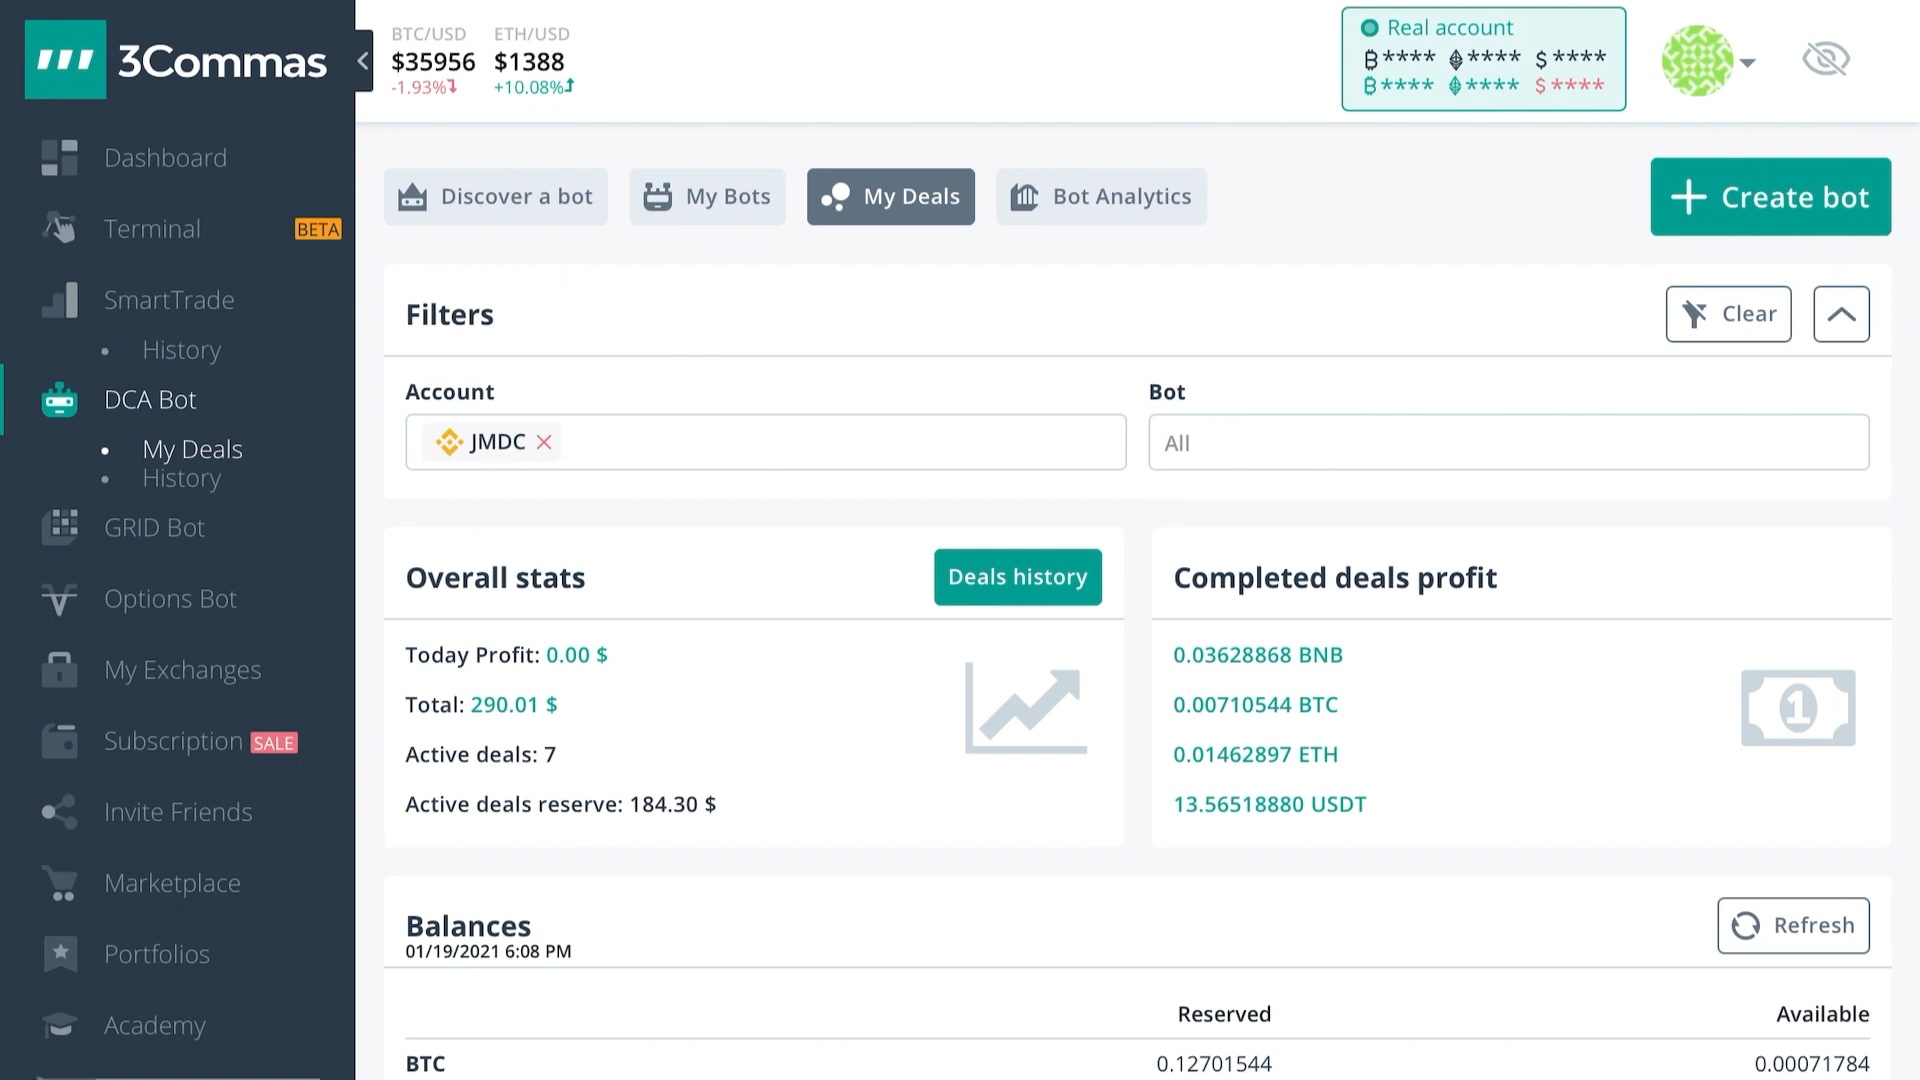 3Commas
Dashboard
Terminal BETA
SmartTrade
• History
DCA Bot
• My Deals
• History
GRID Bot
Options Bot
My Exchanges
Subscription SALE
Invite Friends
Marketplace
Portfolios
Academy
BTC/USD ETH/USD
$35956 $1388
-1.93% +10.08%
Real account
**** **** $ ****
**** **** $ ****
Discover a bot My Bots My Deals Bot Analytics
Create bot
Filters
Clear
Account Bot
JMDC All
Overall stats
Deals history
Today Profit: 0.00 $
Total: 290.01 $
Active deals: 7
Active deals reserve: 184.30 $
Completed deals profit
0.03628868 BNB
0.00710544 BTC
0.01462897 ETH
13.56518880 USDT
Balances
01/19/2021 6:08 PM
Refresh
Reserved Available
BTC 0.12701544 0.00071784